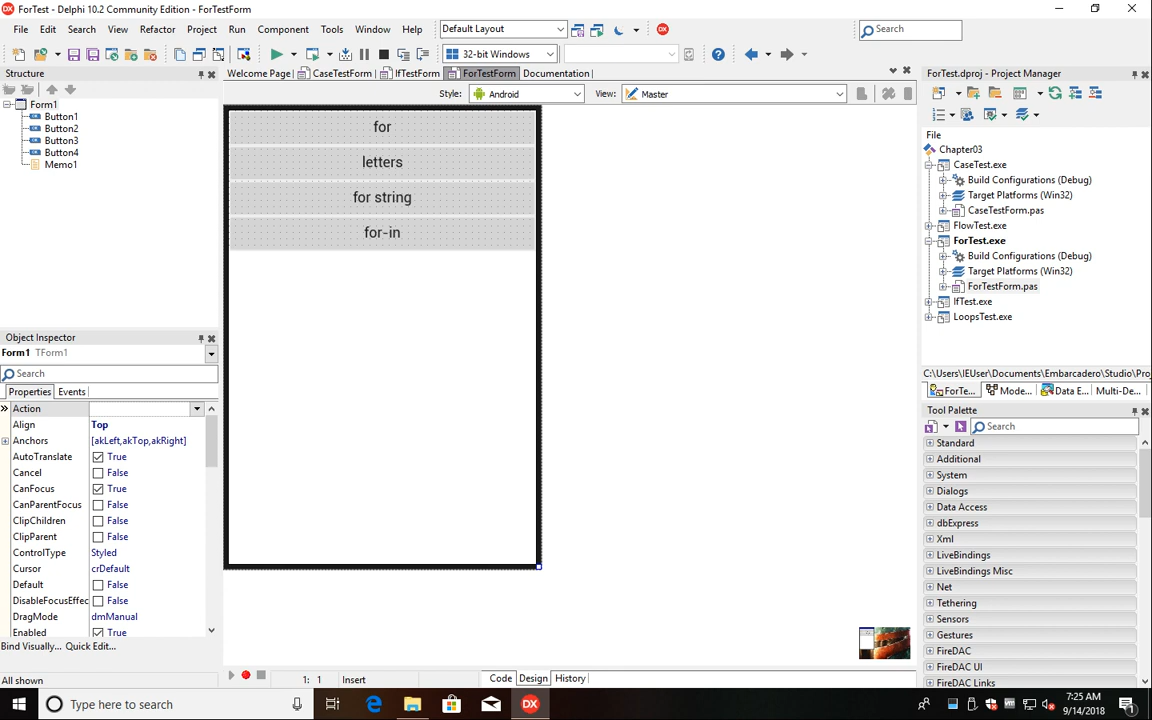 ForTest - Delphi 10.2 Community Edition - ForTestForm
File Edit Search View Refactor Project Run Component Tools Window Help
Default Layout
Search
32-bit Windows
Structure
Welcome Page CaseTestForm IfTestForm ForTestForm Documentation
ForTest.dproj - Project Manager
Style: Android View: Master
Form1
Button1
Button2
Button3
Button4
Memo1
for
letters
for string
for-in
File
Chapter03
CaseTest.exe
Build Configurations (Debug)
Target Platforms (Win32)
CaseTestForm.pas
FlowTest.exe
ForTest.exe
Build Configurations (Debug)
Target Platforms (Win32)
ForTestForm.pas
IfTest.exe
LoopsTest.exe
C:\Users\IEUser\Documents\Embarcadero\Studio\Pro
ForTe... Mode... Data E... Multi-De...
Object Inspector
Form1 TForm1
Search
Properties Events
Action
Align Top
Anchors [akLeft,akTop,akRight]
AutoTranslate True
Cancel False
CanFocus True
CanParentFocus False
ClipChildren False
ClipParent False
ControlType Styled
Cursor crDefault
Default False
DisableFocusEffec False
DragMode dmManual
Enabled True
Bind Visually... Quick Edit...
All shown
Tool Palette
Search
Standard
Additional
System
Dialogs
Data Access
dbExpress
Xml
LiveBindings
LiveBindings Misc
Net
Tethering
Sensors
Gestures
FireDAC
FireDAC UI
FireDAC Links
1: 1 Insert
Code Design History
Type here to search
DX
7:25 AM
9/14/2018
1